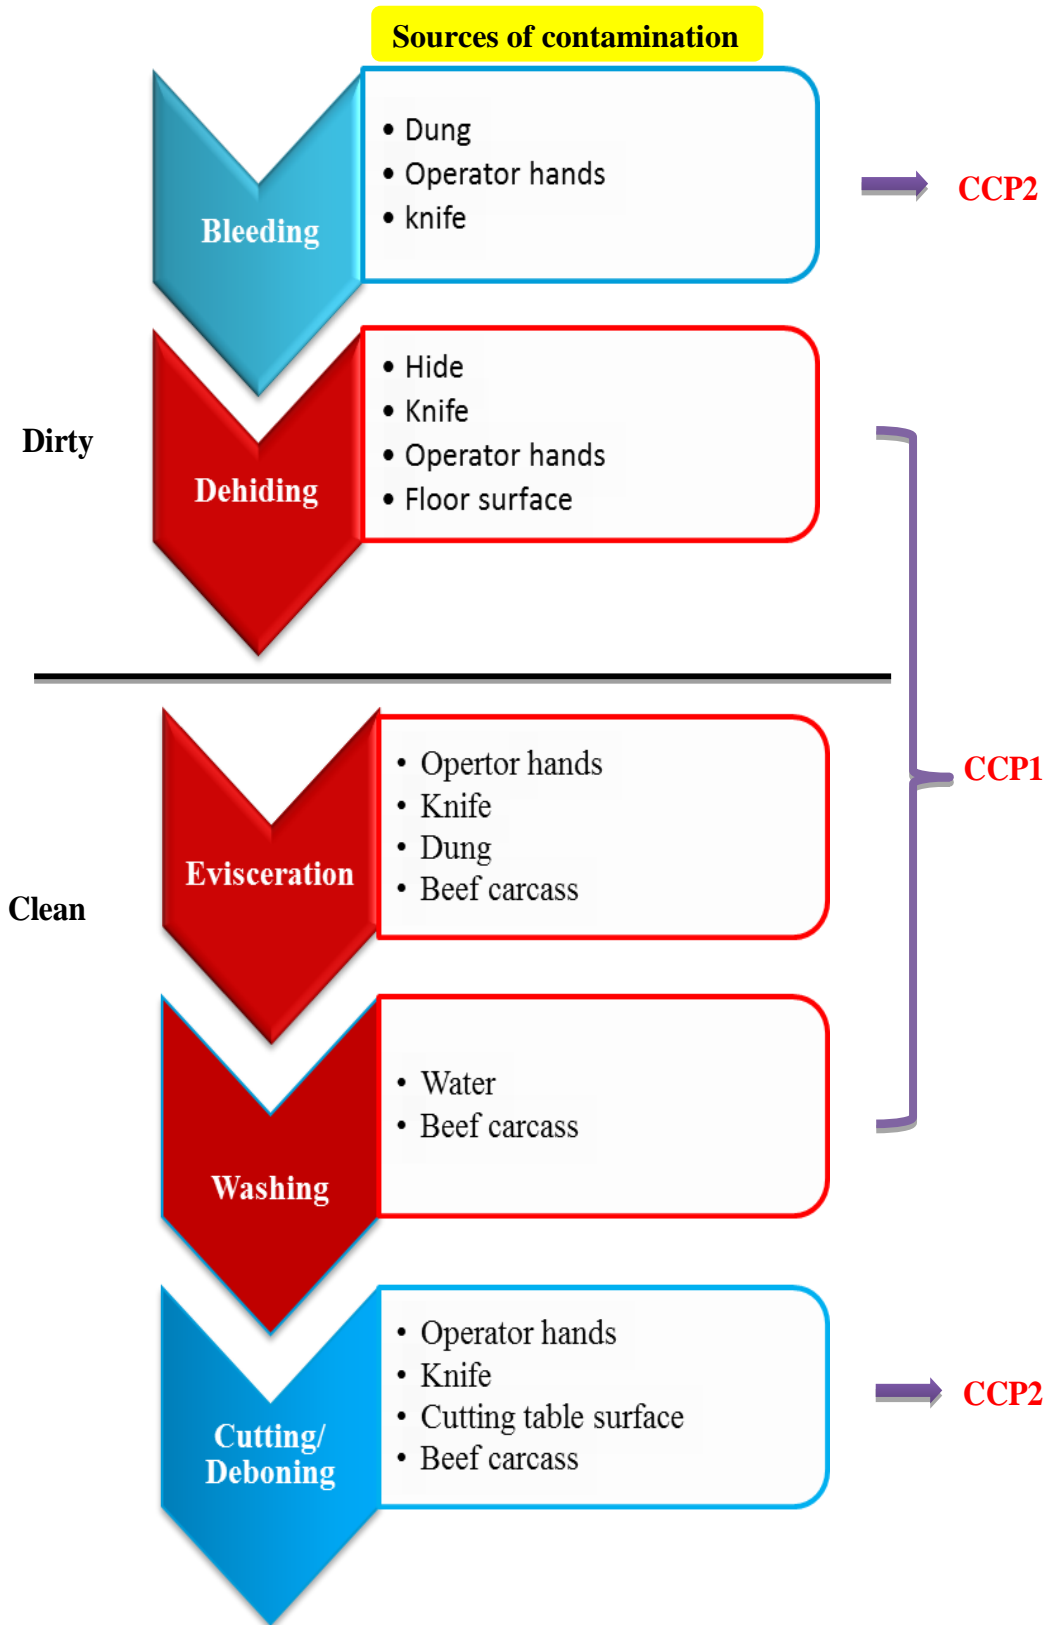 Sources of contamination
Bleeding
• Dung
• Operator hands
• knife
CCP2
Dirty
Dehiding
• Hide
• Knife
• Operator hands
• Floor surface
CCP1
Clean
Evisceration
• Opertor hands
• Knife
• Dung
• Beef carcass
Washing
• Water
• Beef carcass
Cutting/
Deboning
• Operator hands
• Knife
• Cutting table surface
• Beef carcass
CCP2